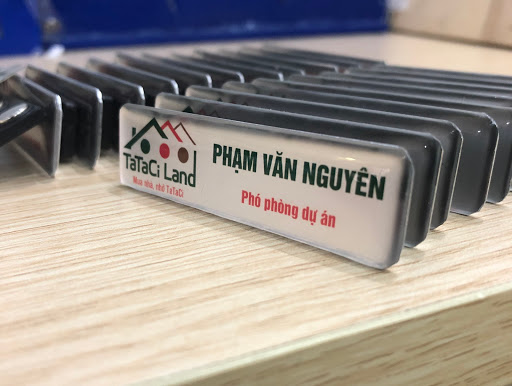 TaTaCi Land
Mua nhà, nhớ TaTaCi
PHẠM VĂN NGUYÊN
Phó phòng dự án